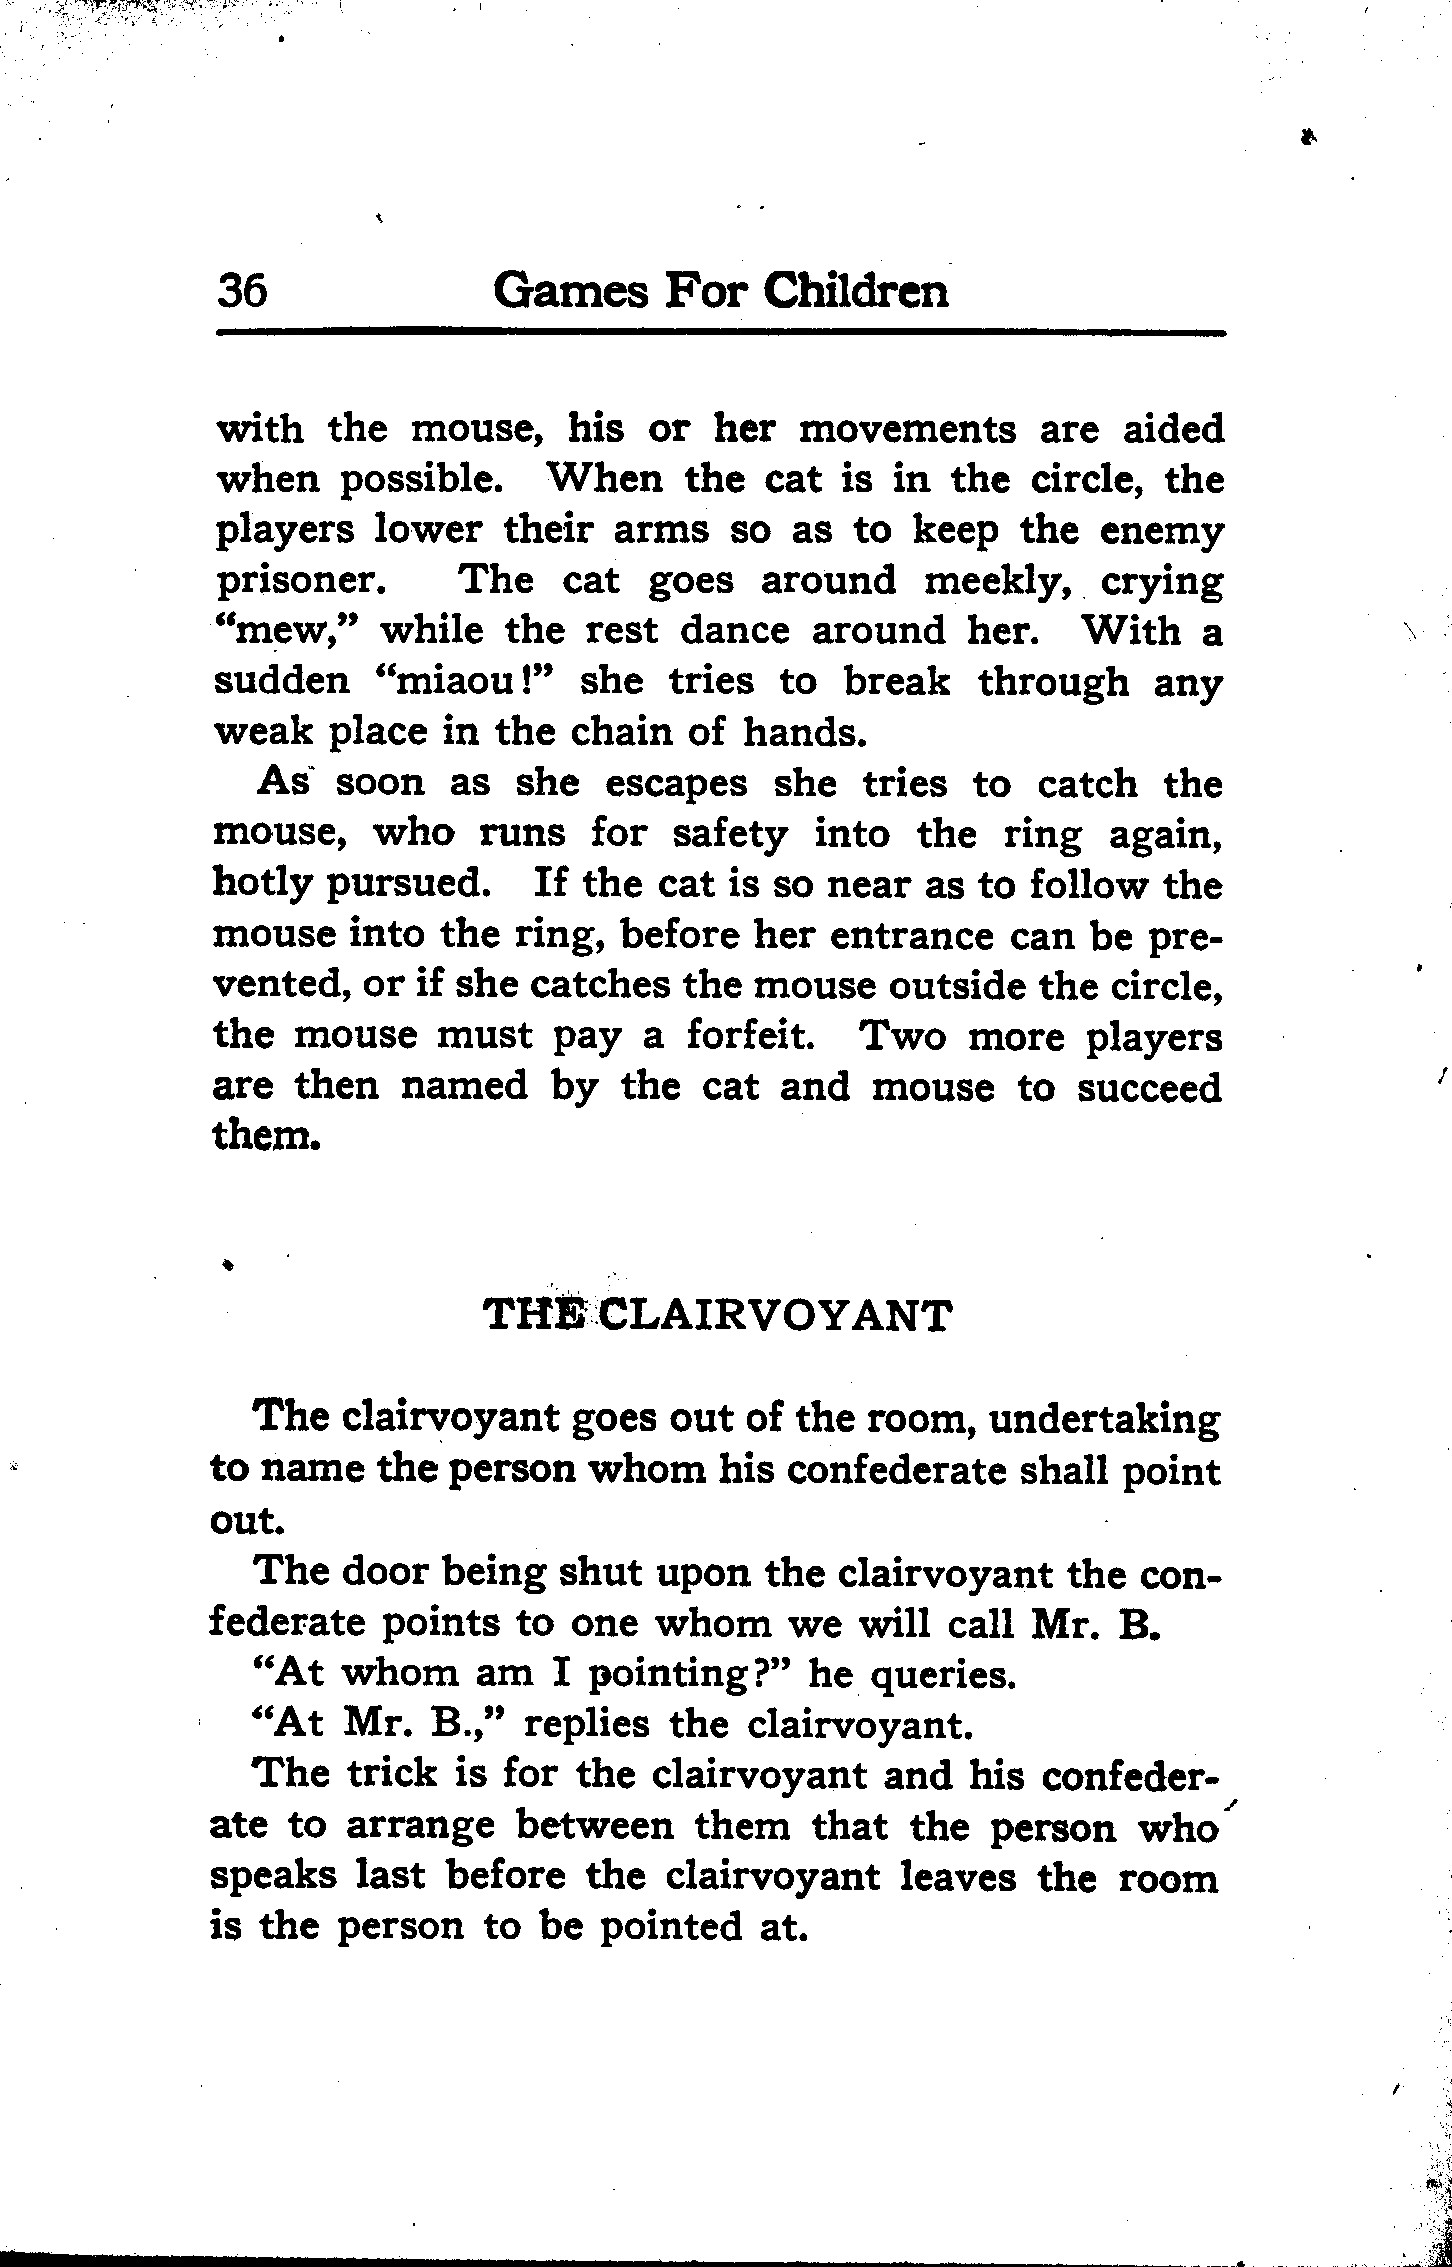 36 Games For Children
with the mouse, his or her movements are aided
when possible. When the cat is in the circle, the
players lower their arms so as to keep the enemy
prisoner. The cat goes around meekly, crying
“mew,” while the rest dance around her. With a
sudden “miaou!” she tries to break through any
weak place in the chain of hands.
As soon as she escapes she tries to catch the
mouse, who runs for safety into the ring again,
hotly pursued. If the cat is so near as to follow the
mouse into the ring, before her entrance can be pre-
vented, or if she catches the mouse outside the circle,
the mouse must pay a forfeit. Two more players
are then named by the cat and mouse to succeed
them.
THE CLAIRVOYANT
The clairvoyant goes out of the room, undertaking
to name the person whom his confederate shall point
out.
The door being shut upon the clairvoyant the con-
federate points to one whom we will call Mr. B.
“At whom am I pointing?” he queries.
“At Mr. B.,” replies the clairvoyant.
The trick is for the clairvoyant and his confeder-
ate to arrange between them that the person who
speaks last before the clairvoyant leaves the room
is the person to be pointed at.